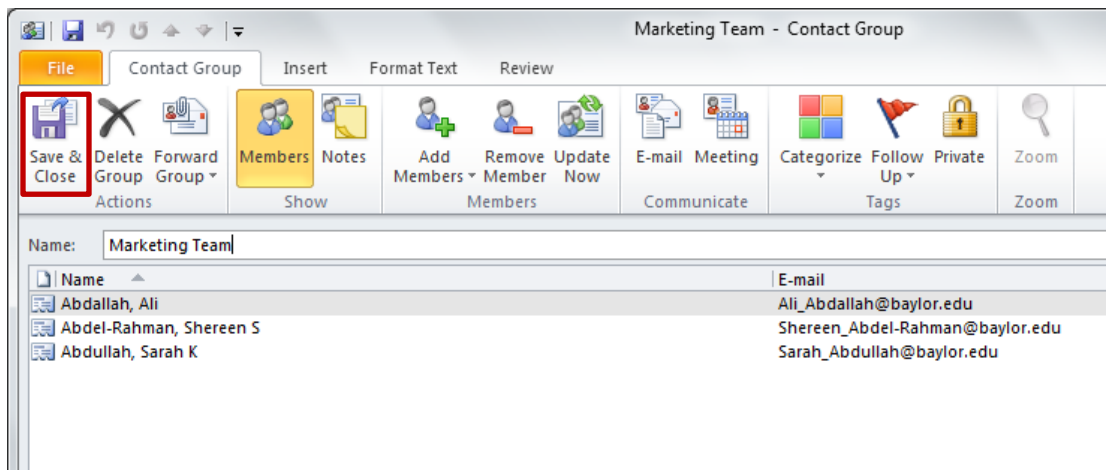 Marketing Team - Contact Group
File Contact Group Insert Format Text Review
Save & Delete Forward Members Notes Add Remove Update E-mail Meeting Categorize Follow Private Zoom
Close Group Group Members Member Now Up
Actions Show Members Communicate Tags Zoom
Name: Marketing Team
Name E-mail
Abdallah, Ali Ali_Abdallah@baylor.edu
Abdel-Rahman, Shereen S Shereen_Abdel-Rahman@baylor.edu
Abdullah, Sarah K Sarah_Abdullah@baylor.edu